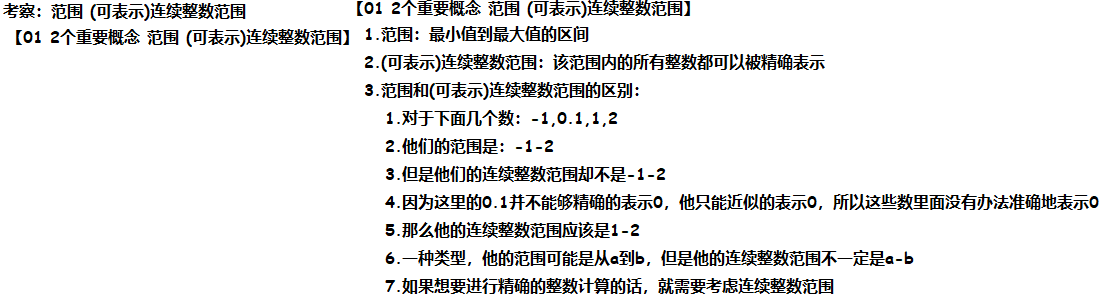 考察：范围 (可表示)连续整数范围
【01 2个重要概念 范围 (可表示)连续整数范围】
【01 2个重要概念 范围 (可表示)连续整数范围】
1.范围：最小值到最大值的区间
2.(可表示)连续整数范围：该范围内的所有整数都可以被精确表示
3.范围和(可表示)连续整数范围的区别：
1.对于下面几个数：-1,0.1,1,2
2.他们的范围是：-1-2
3.但是他们的连续整数范围却不是-1-2
4.因为这里的0.1并不能够精确的表示0，他只能近似的表示0，所以这些数里面没有办法准确地表示0
5.那么他的连续整数范围应该是1-2
6.一种类型，他的范围可能是从a到b，但是他的连续整数范围不一定是a-b
7.如果想要进行精确的整数计算的话，就需要考虑连续整数范围